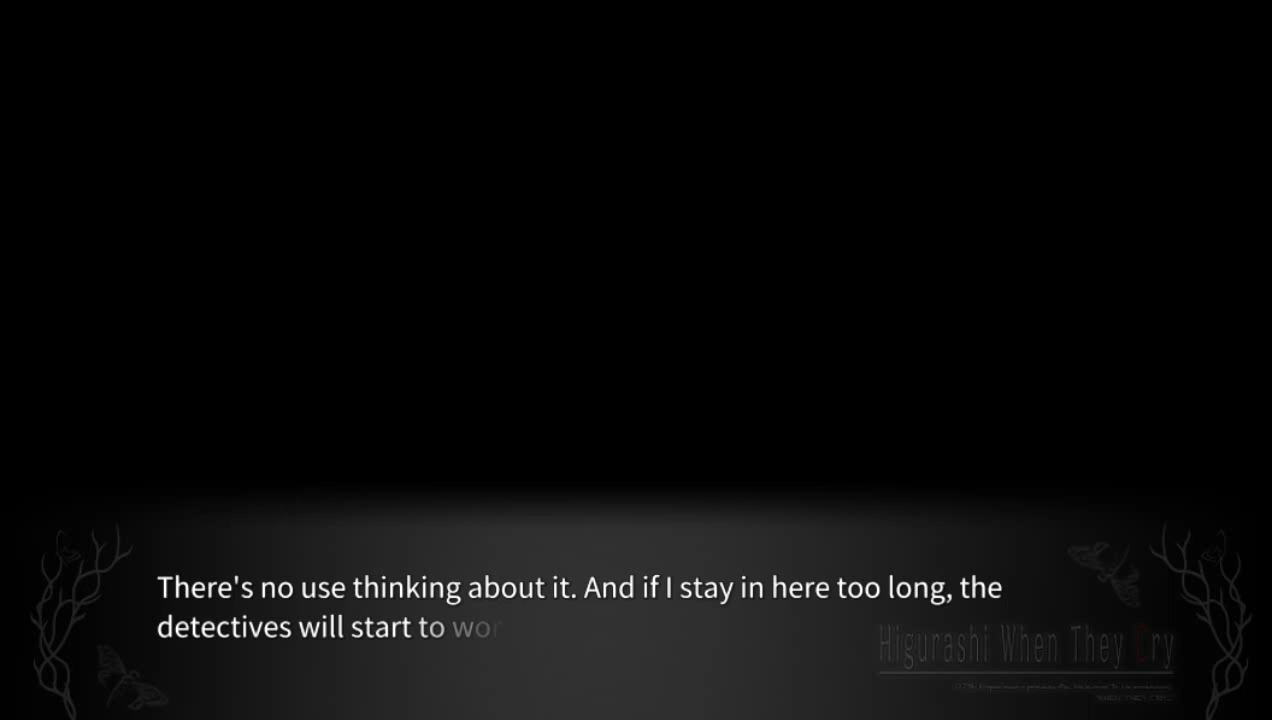 There's no use thinking about it. And if I stay in here too long, the
detectives will start to wor
Higurashi When They Cry